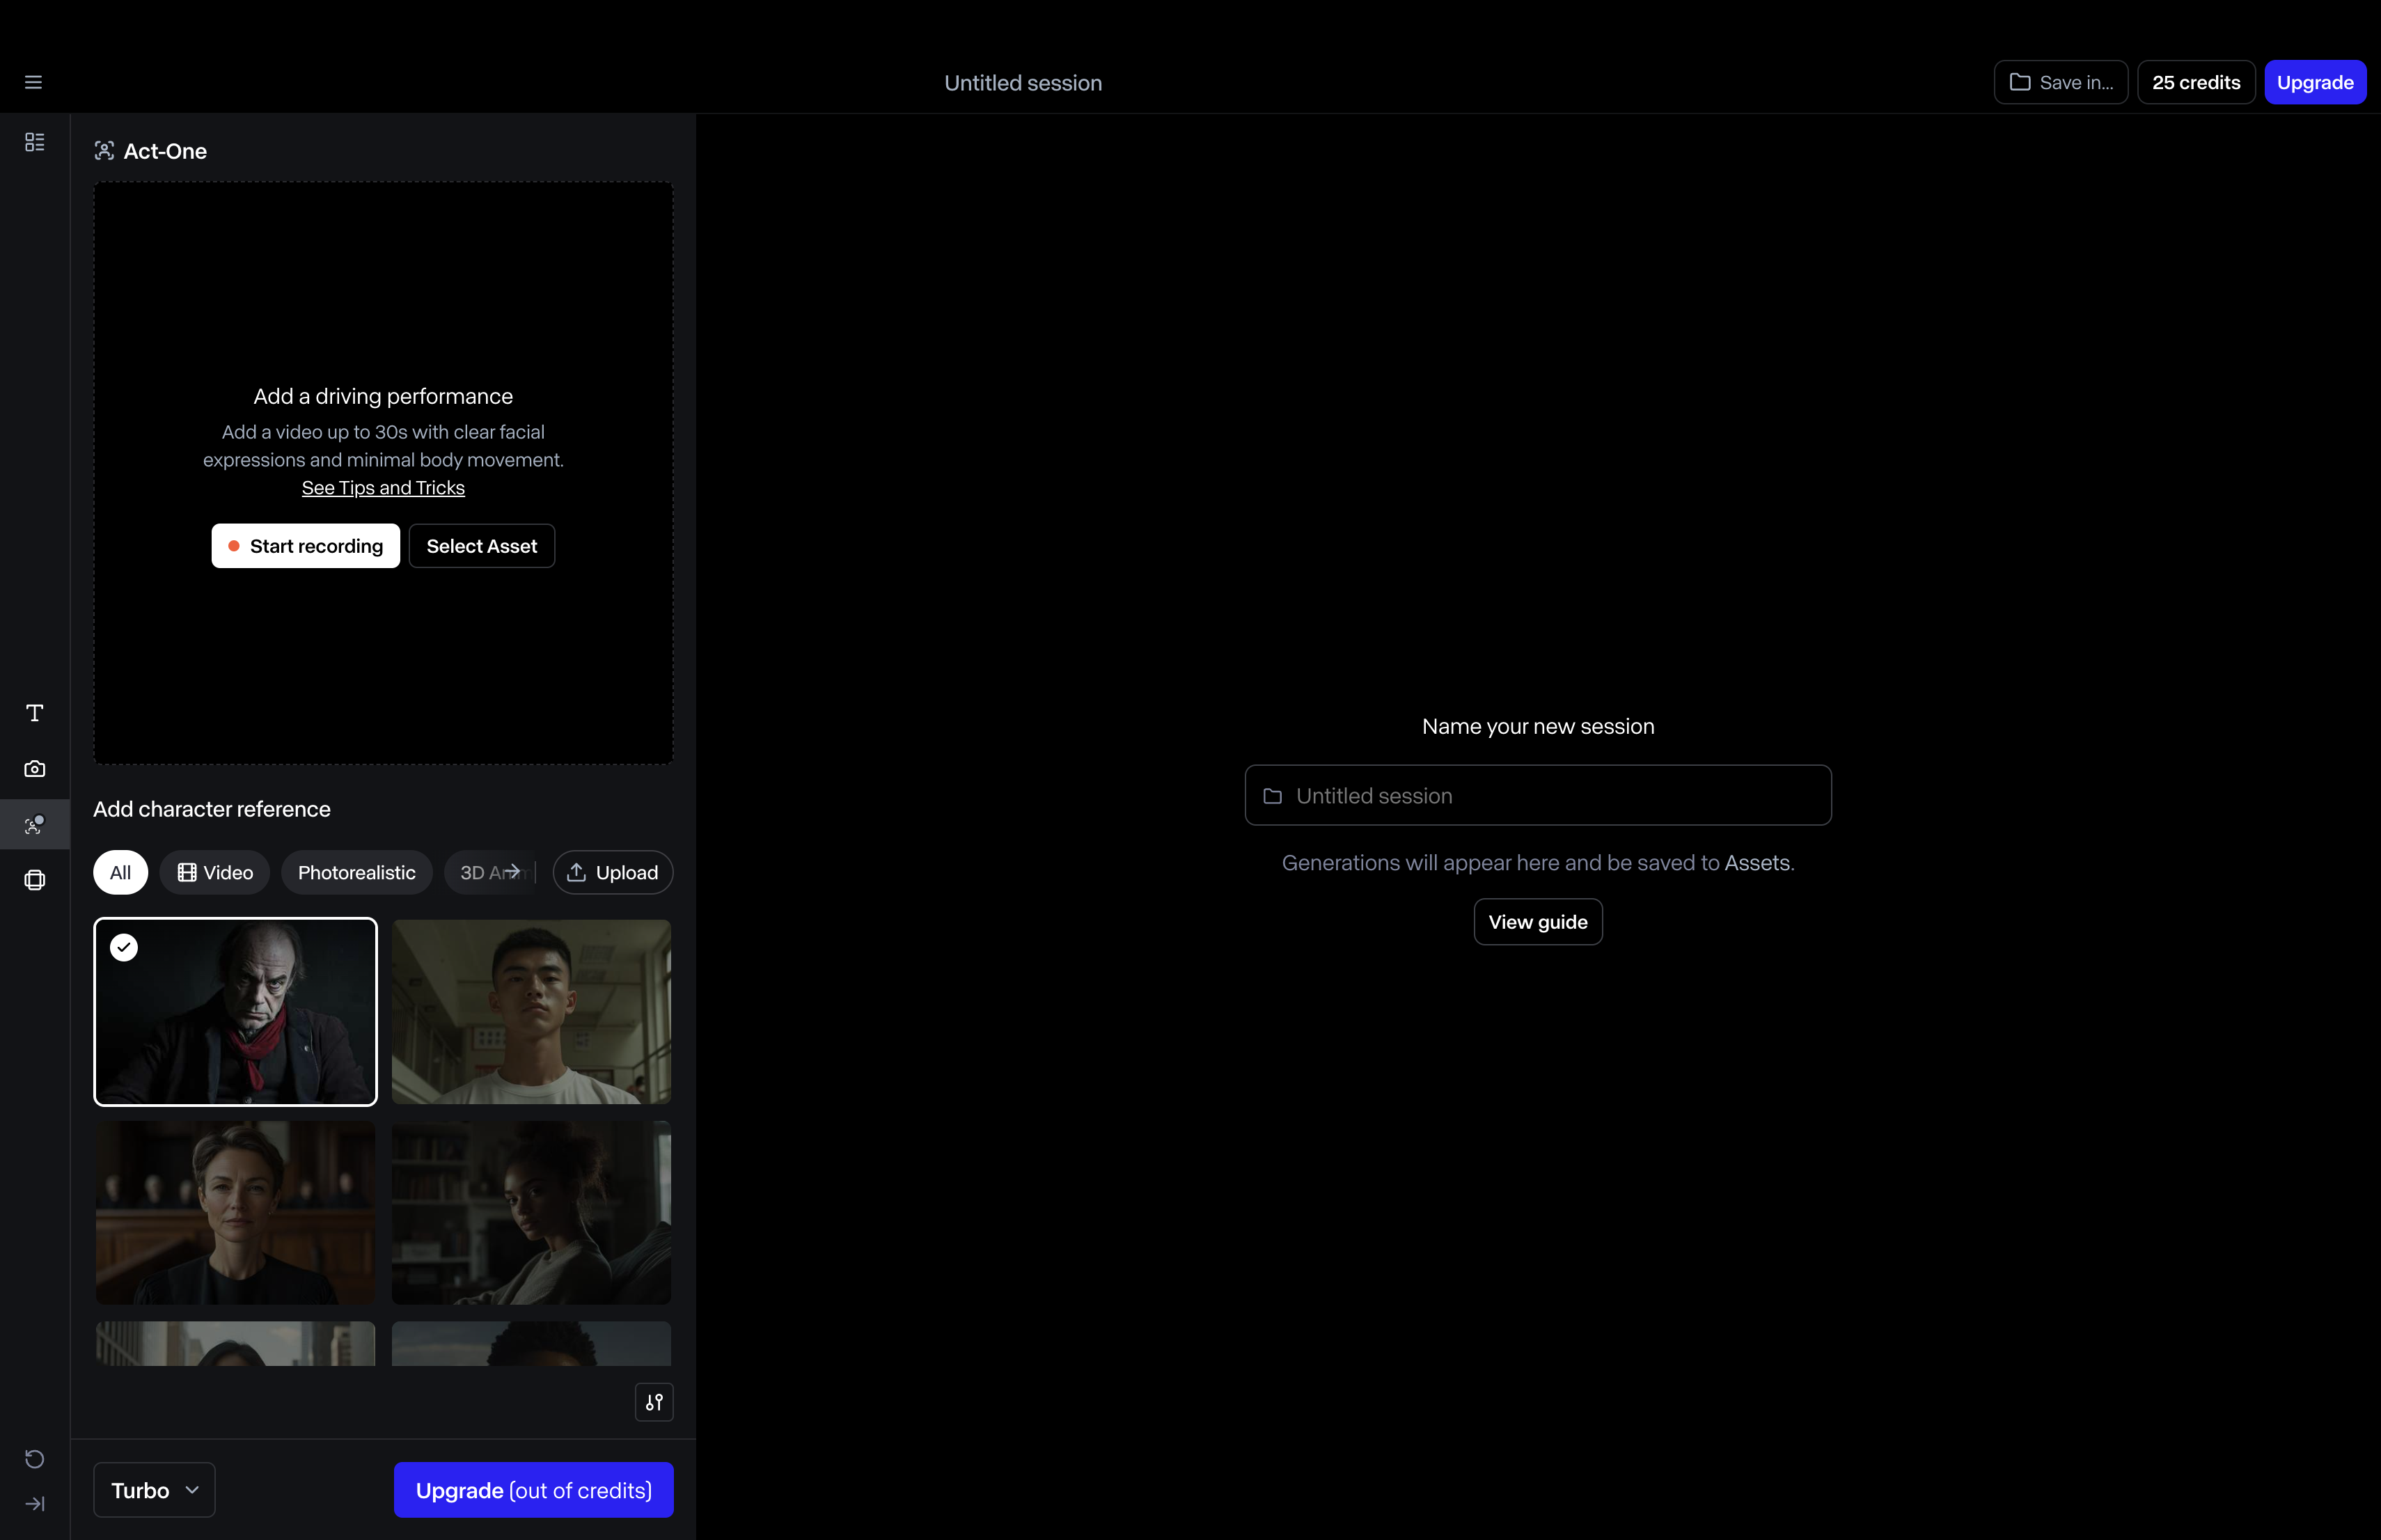 Untitled session
Save in...
25 credits
Upgrade
Act-One
Add a driving performance
Add a video up to 30s with clear facial
expressions and minimal body movement.
See Tips and Tricks
Start recording
Select Asset
Add character reference
All
Video
Photorealistic
3D Anim
Upload
Name your new session
Untitled session
Generations will appear here and be saved to Assets.
View guide
Turbo
Upgrade (out of credits)